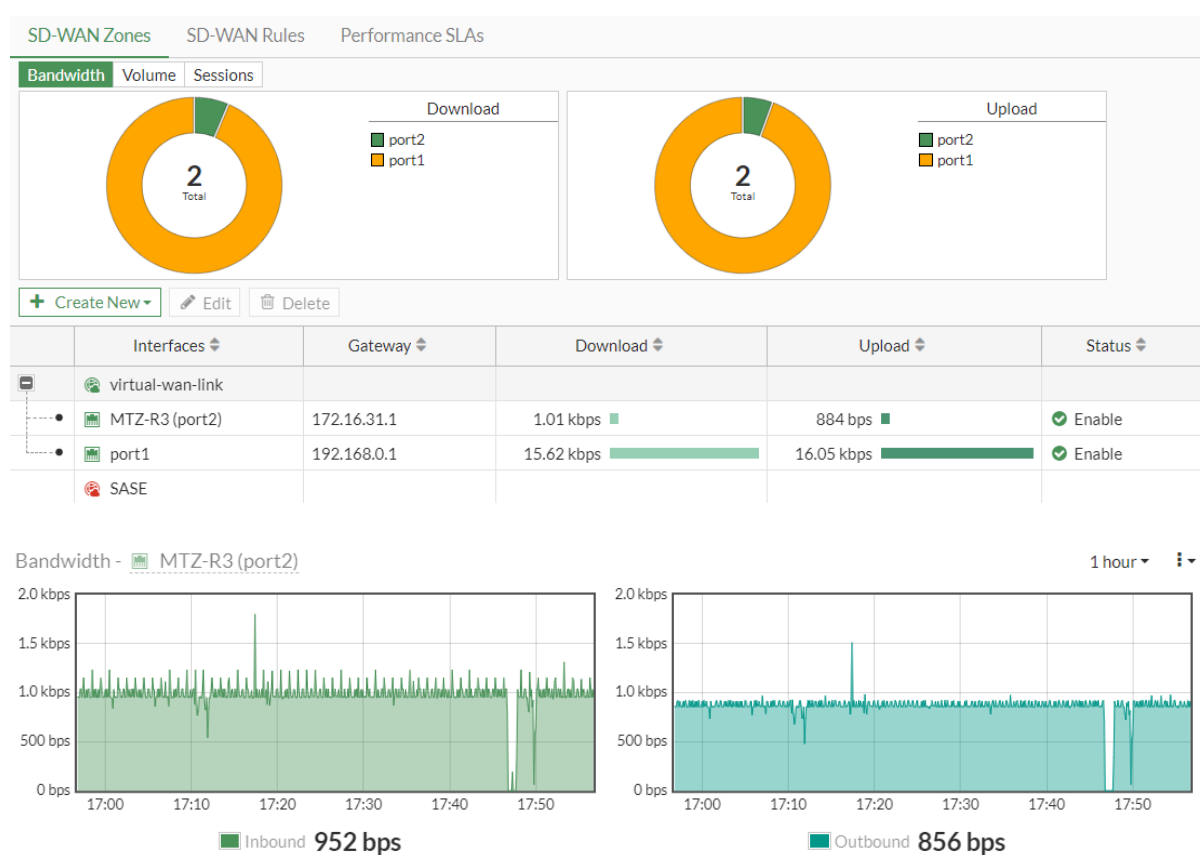 SD-WAN Zones SD-WAN Rules Performance SLAs
Bandwidth Volume Sessions
Download
port2
port1
2
Total
Upload
port2
port1
2
Total
+ Create New Edit Delete
Interfaces Gateway Download Upload Status
virtual-wan-link
MTZ-R3 (port2) 172.16.31.1 1.01 kbps 884 bps Enable
port1 192.168.0.1 15.62 kbps 16.05 kbps Enable
SASE
Bandwidth - MTZ-R3 (port2) 1 hour
2.0 kbps
1.5 kbps
1.0 kbps
500 bps
0 bps
17:00 17:10 17:20 17:30 17:40 17:50
Inbound 952 bps
2.0 kbps
1.5 kbps
1.0 kbps
500 bps
0 bps
17:00 17:10 17:20 17:30 17:40 17:50
Outbound 856 bps